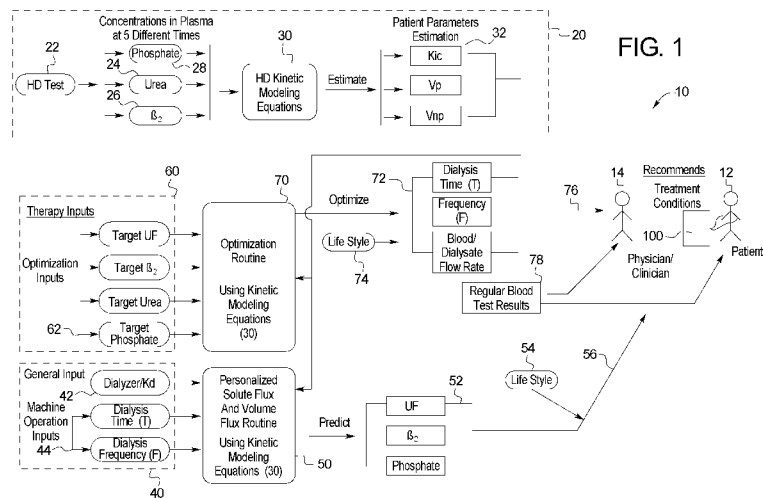 Concentrations in Plasma
at 5 Different Times
22
HD Test
Phosphate
24
28
Urea
26
ß2
30
HD Kinetic
Modeling
Equations
Estimate
Patient Parameters
Estimation
32
Kic
Vp
Vnp
20
FIG. 1
10
60
Therapy Inputs
Target UF
Optimization
Inputs
Target ß2
Target Urea
62
Target
Phosphate
70
Optimization
Routine
Using Kinetic
Modeling
Equations
(30)
Optimize
Life Style
74
72
Dialysis
Time (T)
Frequency
(F)
Blood/
Dialysate
Flow Rate
76
78
Regular Blood
Test Results
14
Recommends
12
Treatment
Conditions
100
Physician/
Clinician
Patient
General Input
42
Dialyzer/Kd
Machine
Operation
Inputs
44
Dialysis
Time (T)
Dialysis
Frequency (F)
40
Personalized
Solute Flux
And Volume
Flux Routine
Using Kinetic
Modeling
Equations (30)
50
Predict
52
UF
ß2
Phosphate
54
Life Style
56